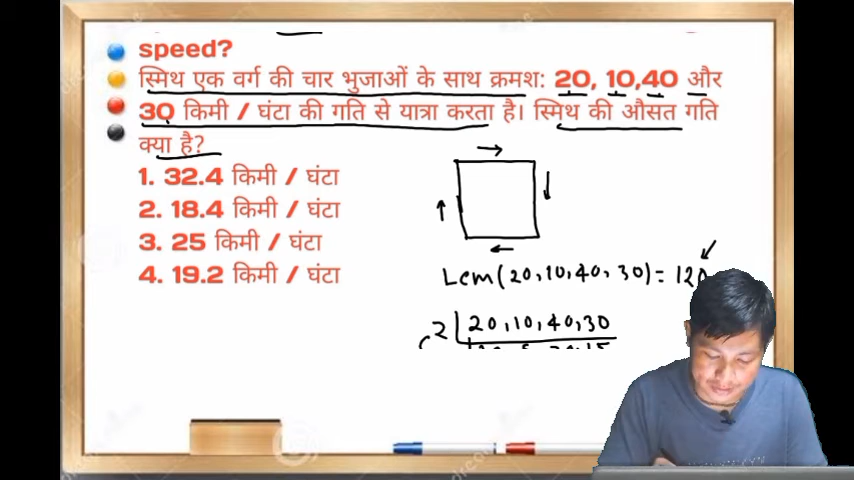 speed?
स्मिथ एक वर्ग की चार भुजाओं के साथ क्रमश: 20, 10,40 और
30 किमी / घंटा की गति से यात्रा करता है। स्मिथ की औसत गति
क्या है?
1. 32.4 किमी / घंटा
2. 18.4 किमी / घंटा
3. 25 किमी / घंटा
4. 19.2 किमी / घंटा
Lcm(20,10,40,30)=120
2 20,10,40,30